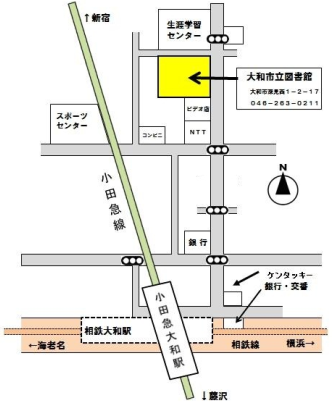 ↑新宿
生涯学習
センター
大和市立図書館
大和市深見西1-2-17
046-263-0211
ビデオ店
スポーツ
センター
コンビニ
NTT
小田急線
N
銀行
ケンタッキー
銀行・交番
小田急大和駅
相鉄大和駅
←海老名
相鉄線
横浜→
↓藤沢